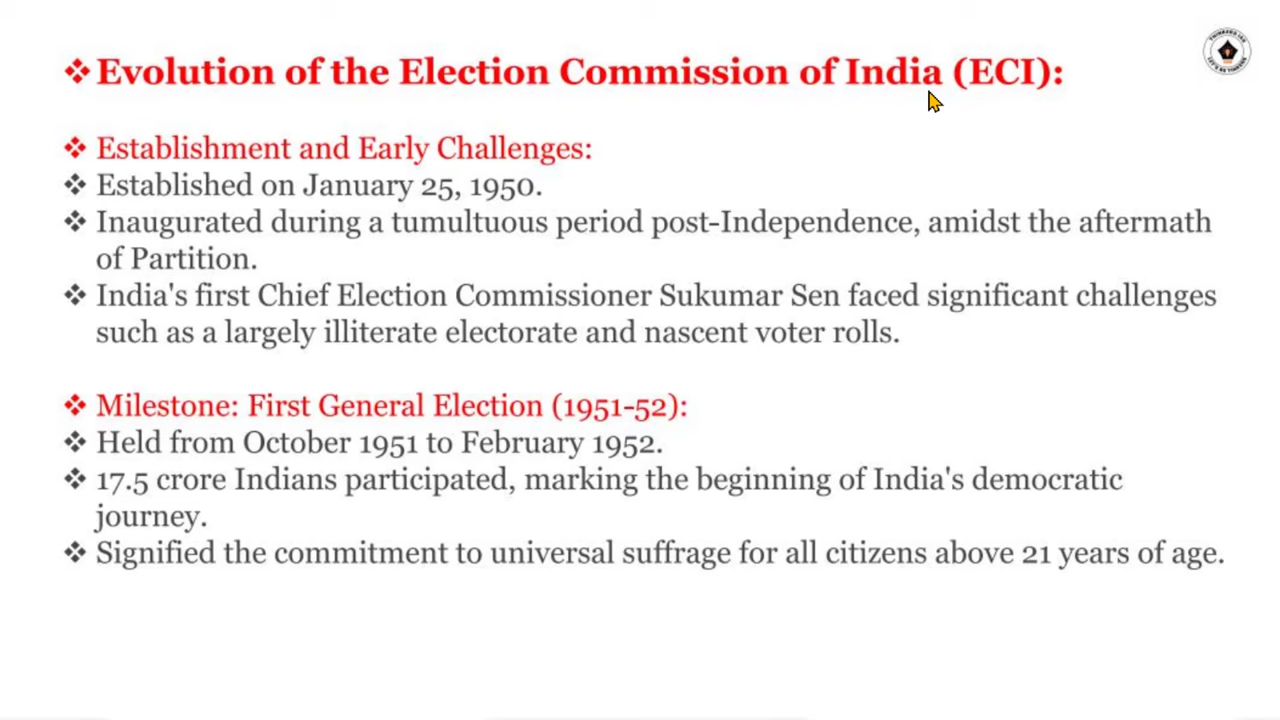 ❖Evolution of the Election Commission of India (ECI):
❖ Establishment and Early Challenges:
❖ Established on January 25, 1950.
❖ Inaugurated during a tumultuous period post-Independence, amidst the aftermath
of Partition.
❖ India's first Chief Election Commissioner Sukumar Sen faced significant challenges
such as a largely illiterate electorate and nascent voter rolls.
❖ Milestone: First General Election (1951-52):
❖ Held from October 1951 to February 1952.
❖ 17.5 crore Indians participated, marking the beginning of India's democratic
journey.
❖ Signified the commitment to universal suffrage for all citizens above 21 years of age.